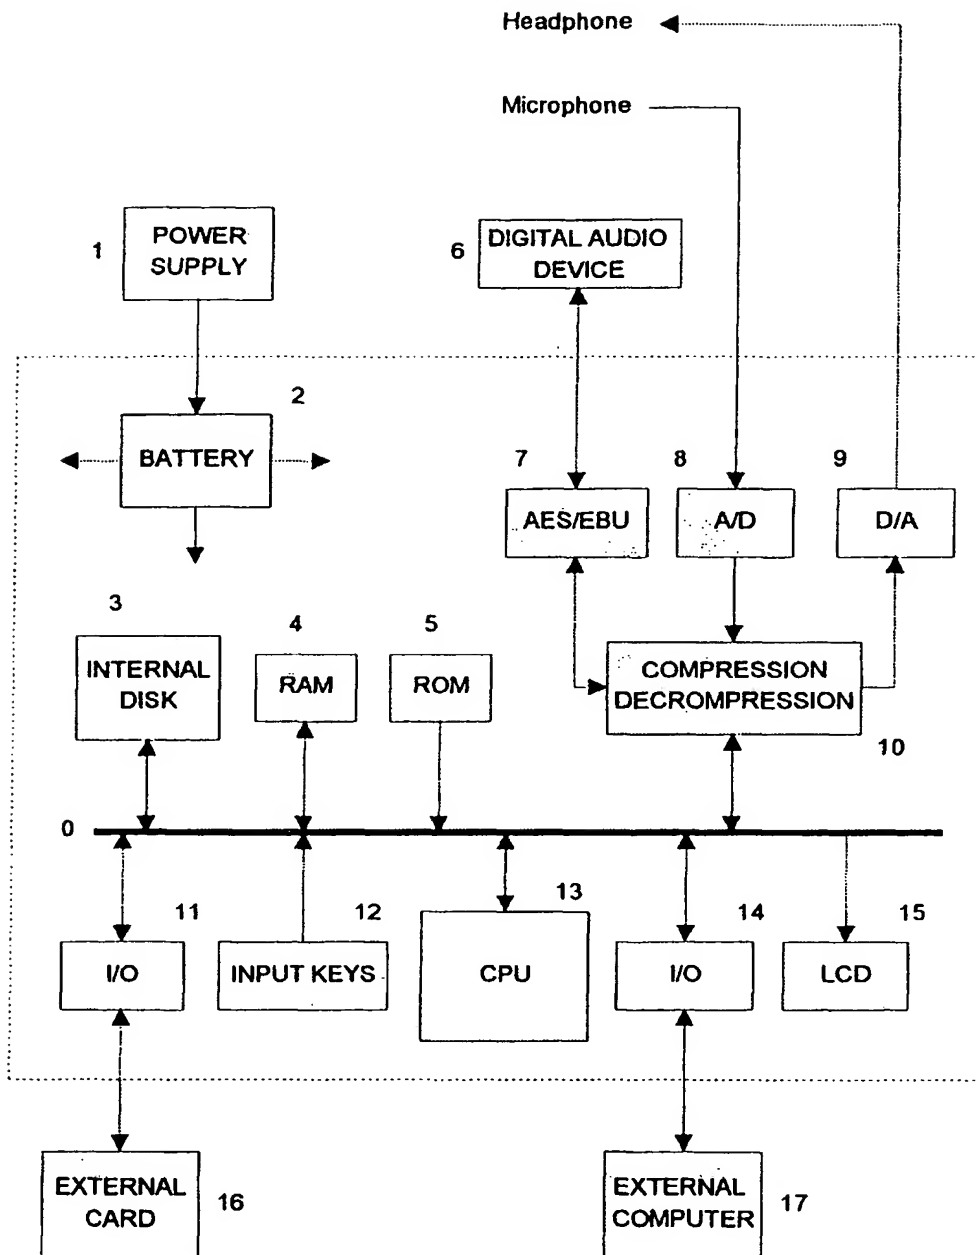 Headphone
Microphone
1
POWER
SUPPLY
6
DIGITAL AUDIO
DEVICE
2
BATTERY
7
8
9
AES/EBU
A/D
D/A
3
4
5
INTERNAL
DISK
RAM
ROM
COMPRESSION
DECROMPRESSION
10
0
11
12
13
14
15
I/O
INPUT KEYS
CPU
I/O
LCD
EXTERNAL
CARD
16
EXTERNAL
COMPUTER
17